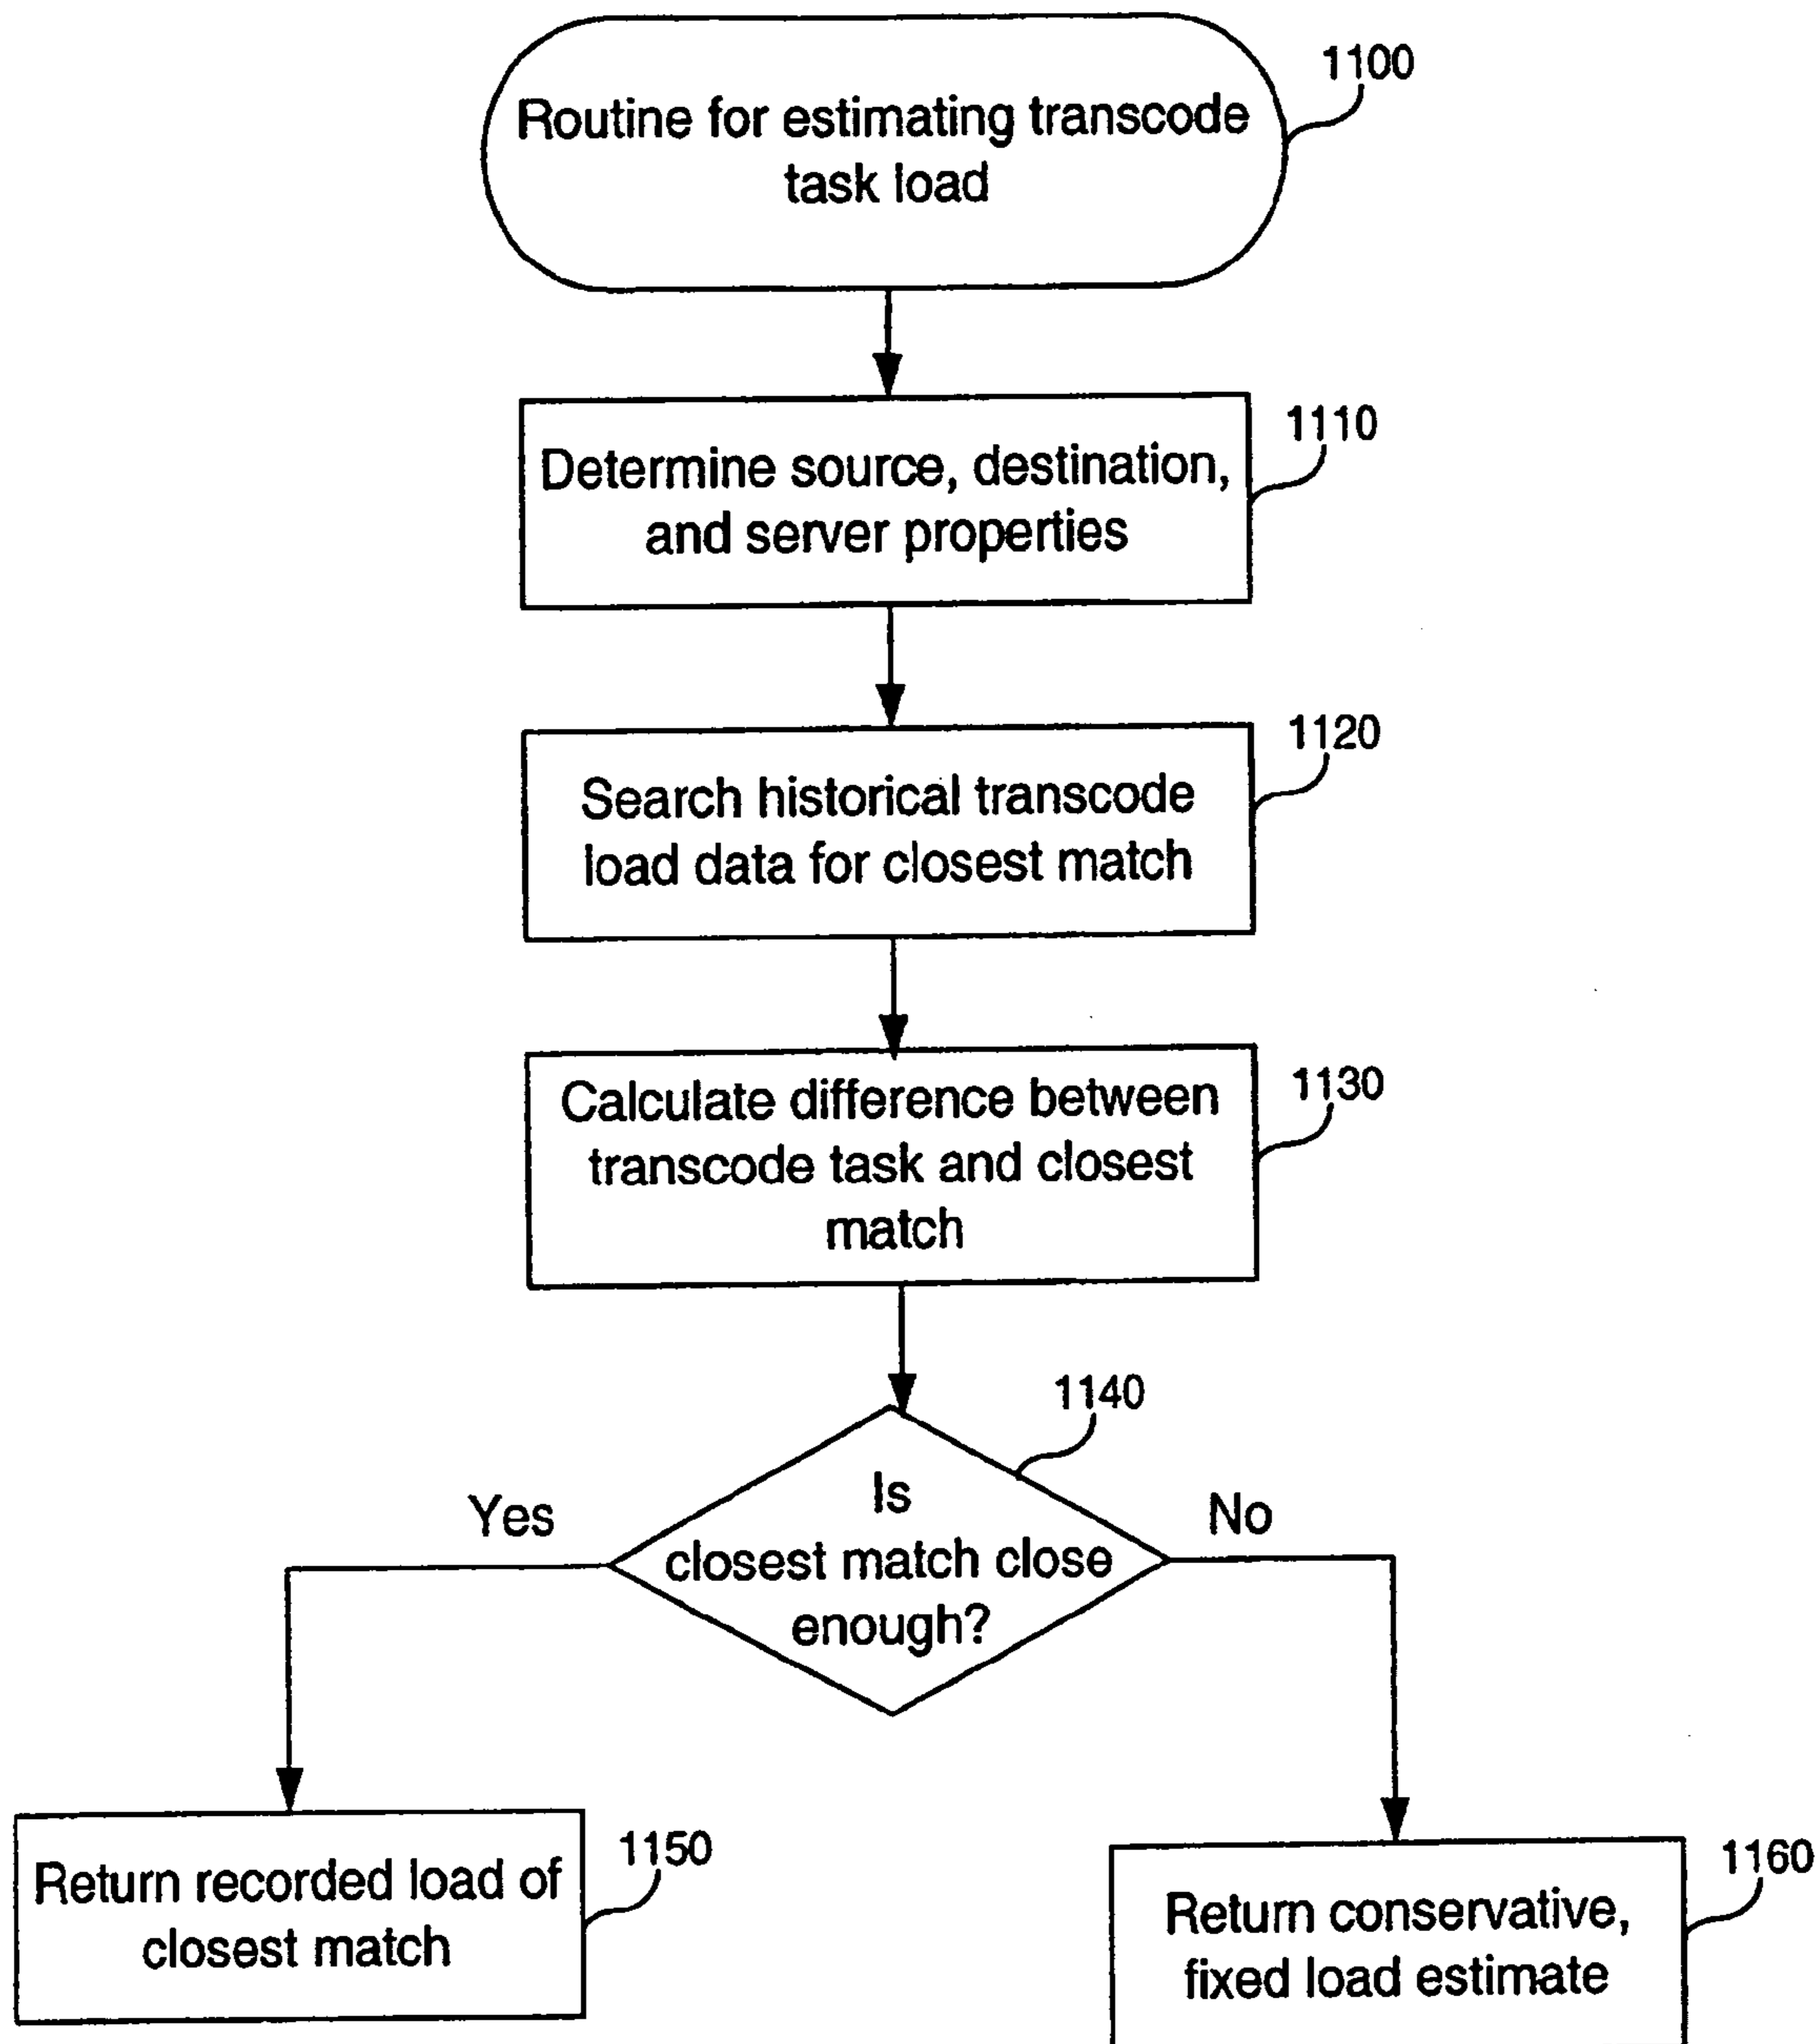 1100
Routine for estimating transcode
task load
1110
Determine source, destination,
and server properties
1120
Search historical transcode
load data for closest match
1130
Calculate difference between
transcode task and closest
match
1140
Is
closest match close
enough?
Yes
No
1150
Return recorded load of
closest match
1160
Return conservative,
fixed load estimate